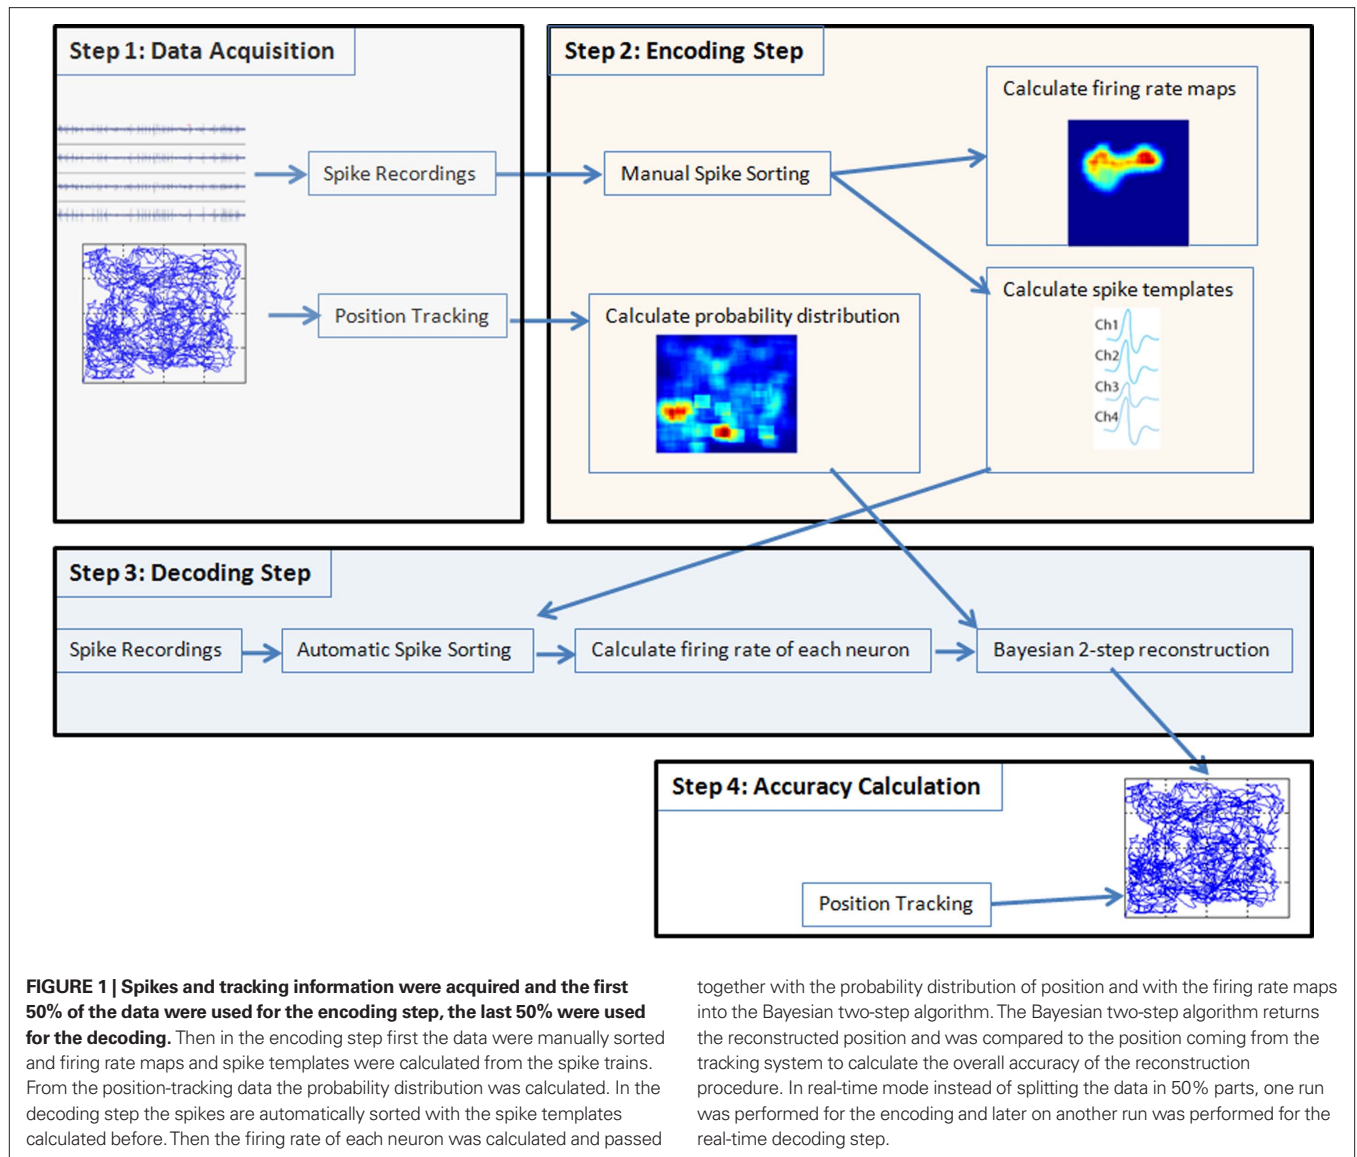 Step 1: Data Acquisition
Spike Recordings
Position Tracking
Step 2: Encoding Step
Manual Spike Sorting
Calculate firing rate maps
Calculate probability distribution
Calculate spike templates
Ch1
Ch2
Ch3
Ch4
Step 3: Decoding Step
Spike Recordings
Automatic Spike Sorting
Calculate firing rate of each neuron
Bayesian 2-step reconstruction
Step 4: Accuracy Calculation
Position Tracking
FIGURE 1 | Spikes and tracking information were acquired and the first
50% of the data were used for the encoding step, the last 50% were used
for the decoding. Then in the encoding step first the data were manually sorted
and firing rate maps and spike templates were calculated from the spike trains.
From the position-tracking data the probability distribution was calculated. In the
decoding step the spikes are automatically sorted with the spike templates
calculated before. Then the firing rate of each neuron was calculated and passed
together with the probability distribution of position and with the firing rate maps
into the Bayesian two-step algorithm. The Bayesian two-step algorithm returns
the reconstructed position and was compared to the position coming from the
tracking system to calculate the overall accuracy of the reconstruction
procedure. In real-time mode instead of splitting the data in 50% parts, one run
was performed for the encoding and later on another run was performed for the
real-time decoding step.